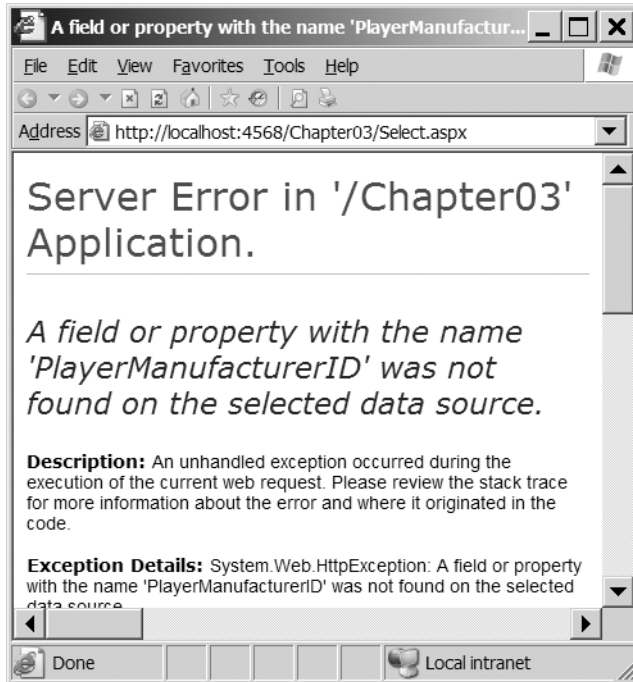 A field or property with the name 'PlayerManufactur...
File Edit View Favorites Tools Help
Address http://localhost:4568/Chapter03/Select.aspx
Server Error in '/Chapter03'
Application.
A field or property with the name
'PlayerManufacturerID' was not
found on the selected data source.
Description: An unhandled exception occurred during the
execution of the current web request. Please review the stack trace
for more information about the error and where it originated in the
code.
Exception Details: System.Web.HttpException: A field or property
with the name 'PlayerManufacturerID' was not found on the selected
data source
Done Local intranet